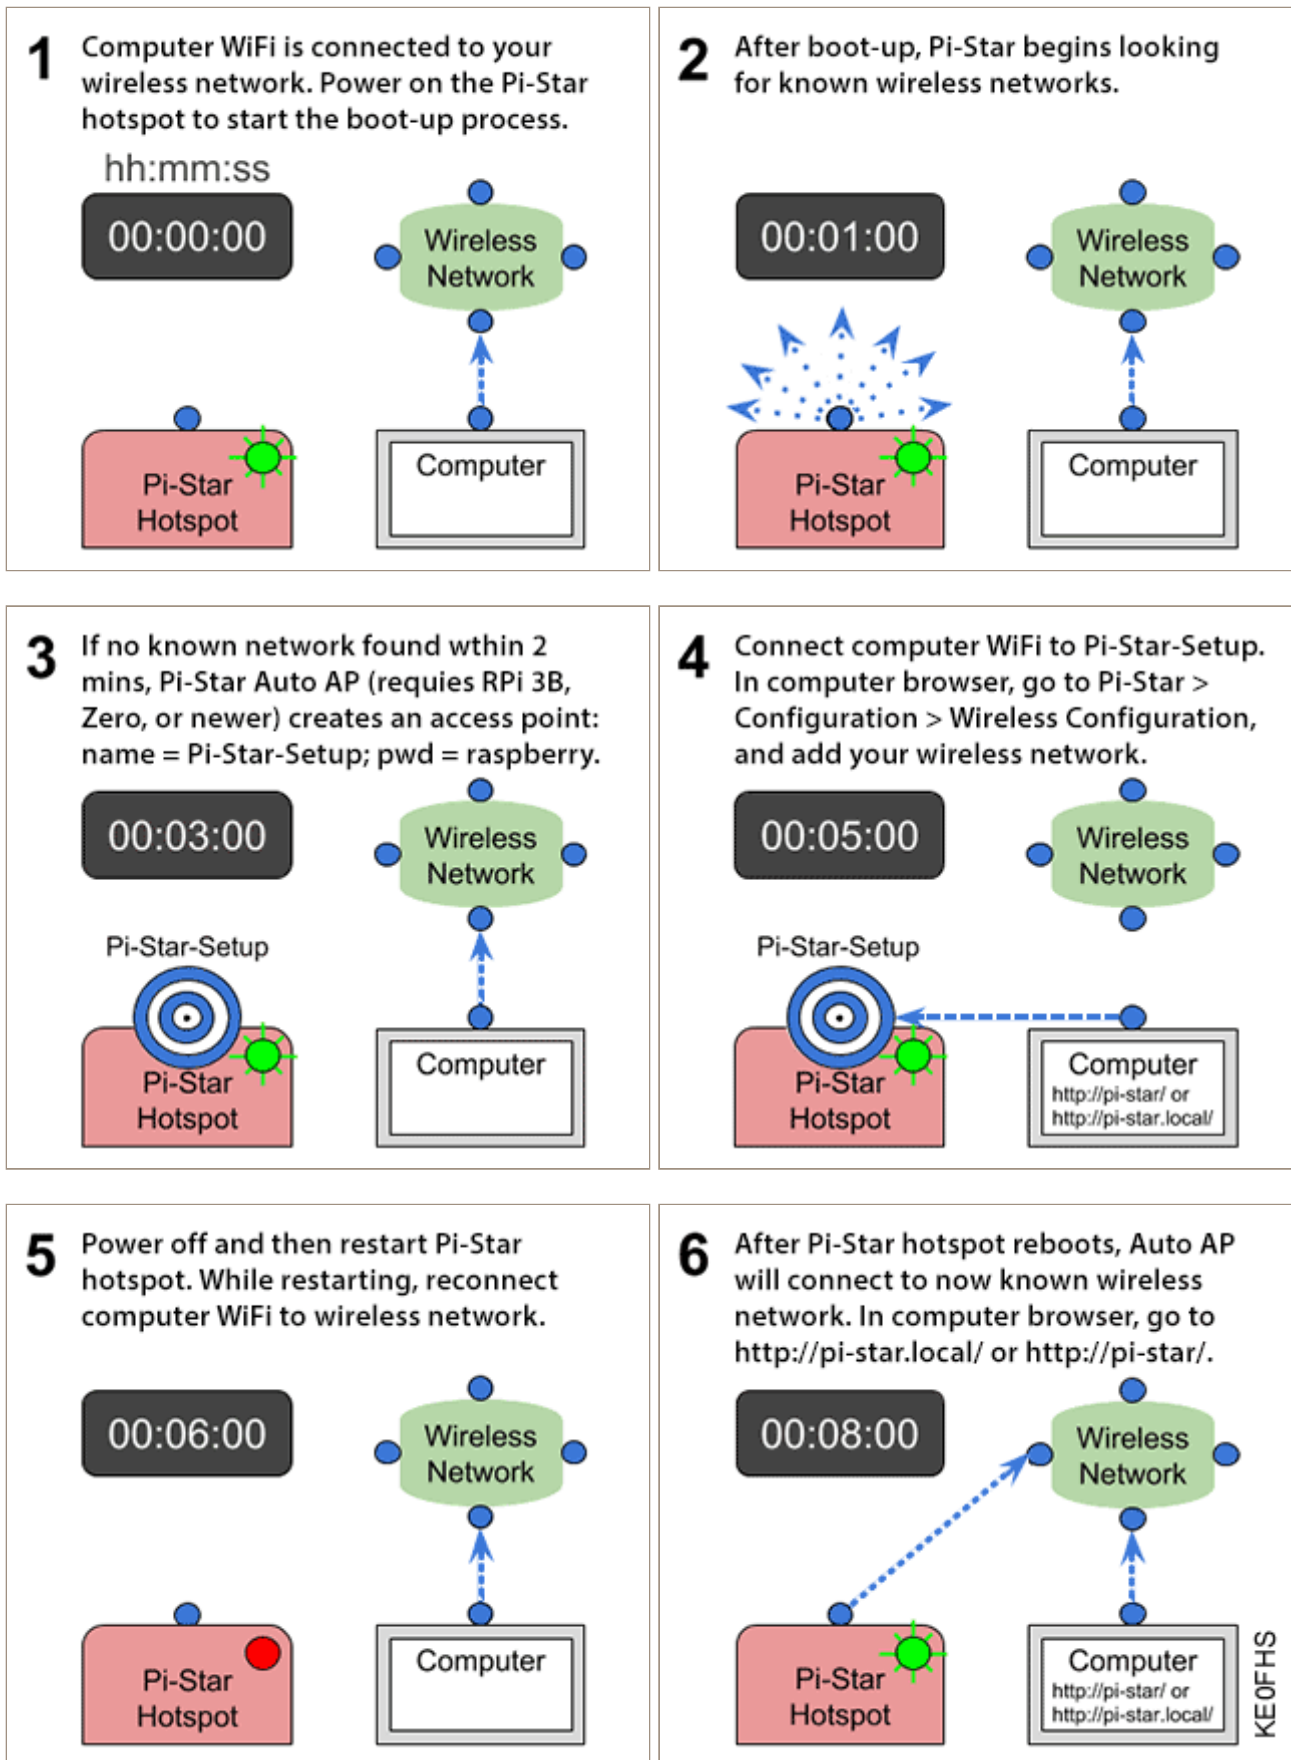 1
Computer WiFi is connected to your
wireless network. Power on the Pi-Star
hotspot to start the boot-up process.
hh:mm:ss
00:00:00
Wireless
Network
Pi-Star
Hotspot
Computer
2
After boot-up, Pi-Star begins looking
for known wireless networks.
00:01:00
Wireless
Network
Pi-Star
Hotspot
Computer
3
If no known network found wthin 2
mins, Pi-Star Auto AP (requies RPi 3B,
Zero, or newer) creates an access point:
name = Pi-Star-Setup; pwd = raspberry.
00:03:00
Wireless
Network
Pi-Star-Setup
Pi-Star
Hotspot
Computer
4
Connect computer WiFi to Pi-Star-Setup.
In computer browser, go to Pi-Star >
Configuration > Wireless Configuration,
and add your wireless network.
00:05:00
Wireless
Network
Pi-Star-Setup
Pi-Star
Hotspot
Computer
http://pi-star/ or
http://pi-star.local/
5
Power off and then restart Pi-Star
hotspot. While restarting, reconnect
computer WiFi to wireless network.
00:06:00
Wireless
Network
Pi-Star
Hotspot
Computer
6
After Pi-Star hotspot reboots, Auto AP
will connect to now known wireless
network. In computer browser, go to
http://pi-star.local/ or http://pi-star/.
00:08:00
Wireless
Network
Pi-Star
Hotspot
Computer
http://pi-star/ or
http://pi-star.local/
KE0FHS